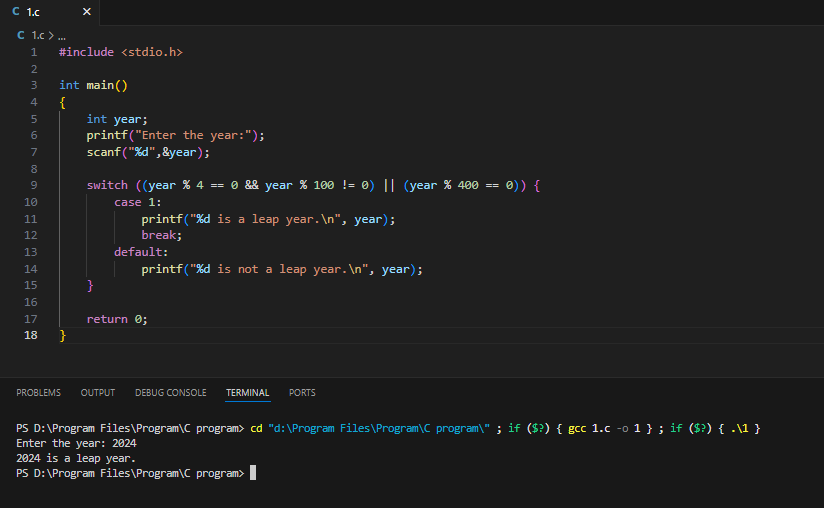 C 1.c ×
C 1.c > ...
1 #include <stdio.h>
2
3 int main()
4 {
5     int year;
6     printf("Enter the year:");
7     scanf("%d",&year);
8
9     switch ((year % 4 == 0 && year % 100 != 0) || (year % 400 == 0)) {
10         case 1:
11             printf("%d is a leap year.\n", year);
12             break;
13         default:
14             printf("%d is not a leap year.\n", year);
15     }
16
17     return 0;
18 }
PROBLEMS OUTPUT DEBUG CONSOLE TERMINAL PORTS
PS D:\Program Files\Program\C program> cd "d:\Program Files\Program\C program\" ; if ($?) { gcc 1.c -o 1 } ; if ($?) { .\1 }
Enter the year: 2024
2024 is a leap year.
PS D:\Program Files\Program\C program>